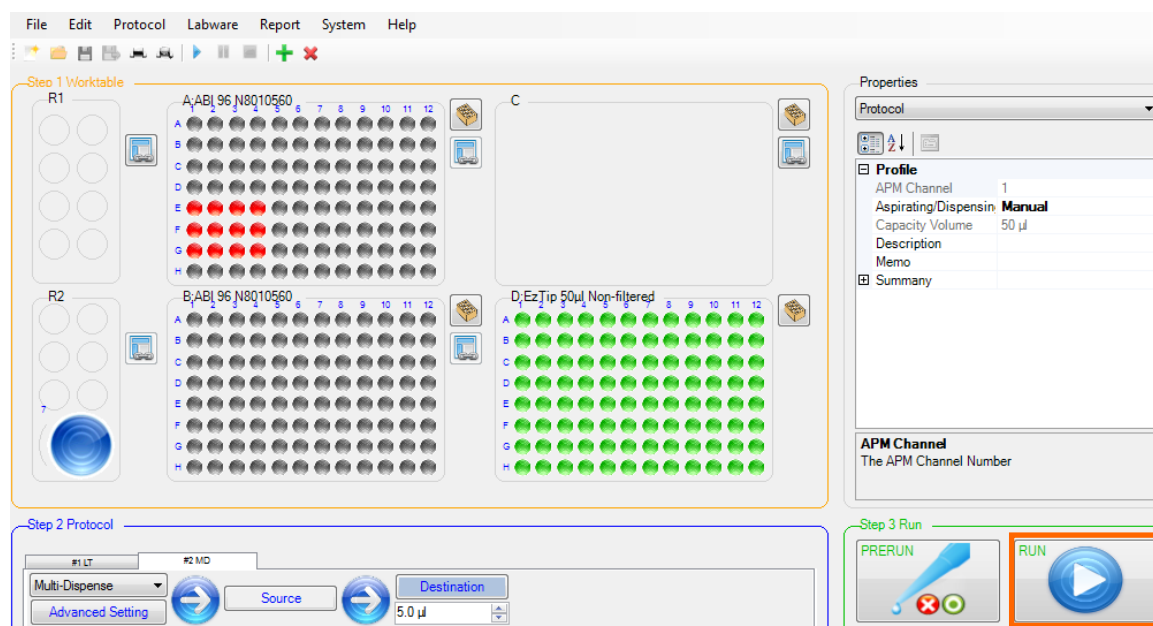 File Edit Protocol Labware Report System Help
Step 1 Worktable
R1
A;ABI 96 N8010560
1 2 3 4 5 6 7 8 9 10 11 12
A
B
C
D
E
F
G
H
C
R2
7
B;ABI 96 N8010560
1 2 3 4 5 6 7 8 9 10 11 12
A
B
C
D
E
F
G
H
D;EzTip 50µl Non-filtered
1 2 3 4 5 6 7 8 9 10 11 12
A
B
C
D
E
F
G
H
Properties
Protocol
Profile
APM Channel 1
Aspirating/Dispensin Manual
Capacity Volume 50 µl
Description
Memo
Summary
APM Channel
The APM Channel Number
Step 2 Protocol
#1 LT #2 MD
Multi-Dispense
Advanced Setting
Source
Destination
5.0 µl
Step 3 Run
PRERUN
RUN